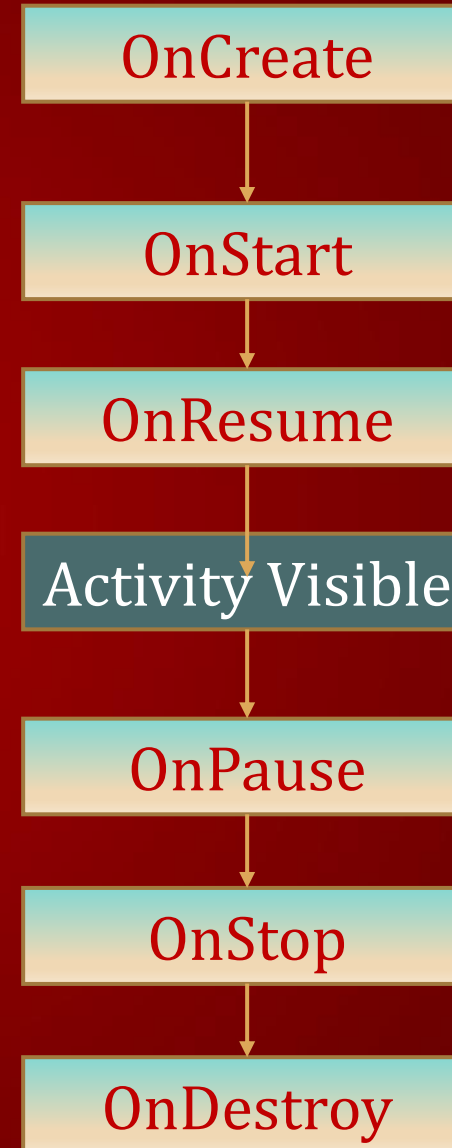 OnCreate
OnStart
OnResume
Activity Visible
OnPause
OnStop
OnDestroy